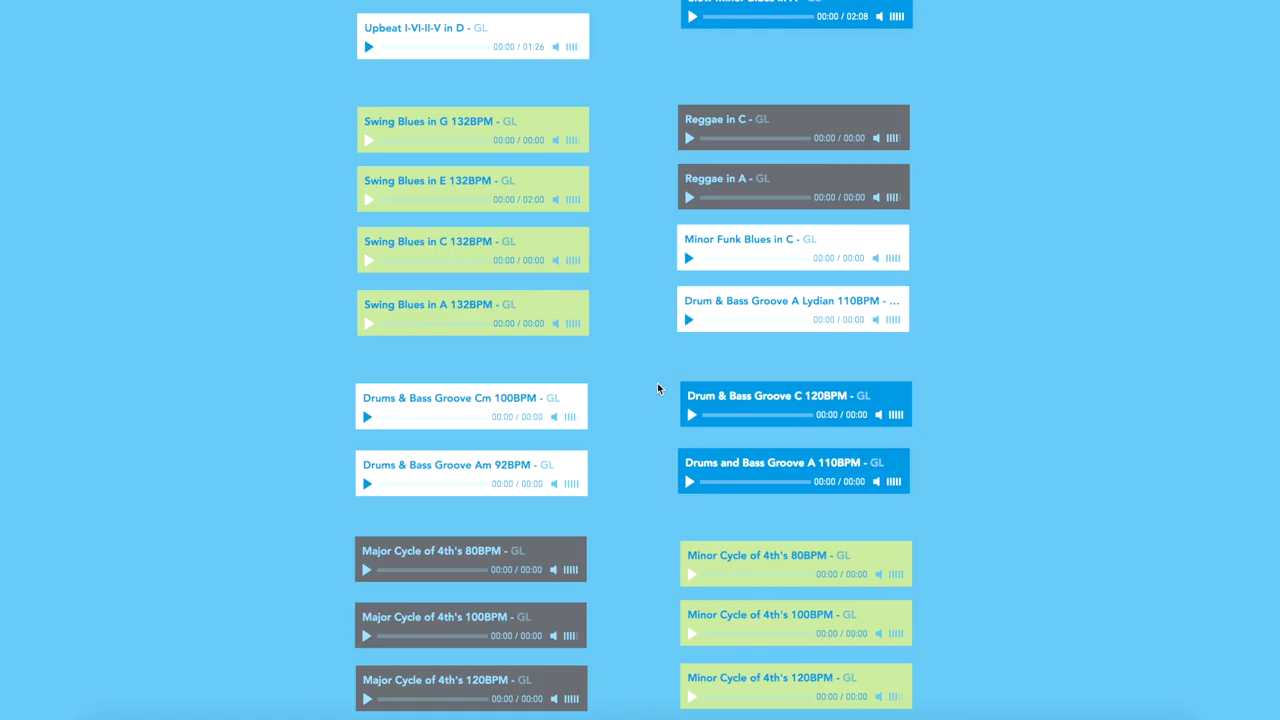 Upbeat I-VI-II-V in D - GL
00:00 / 01:26
00:00 / 02:08
Swing Blues in G 132BPM - GL
00:00 / 00:00
Swing Blues in E 132BPM - GL
00:00 / 02:00
Swing Blues in C 132BPM - GL
00:00 / 00:00
Swing Blues in A 132BPM - GL
00:00 / 00:00
Reggae in C - GL
00:00 / 00:00
Reggae in A - GL
00:00 / 00:00
Minor Funk Blues in C - GL
00:00 / 00:00
Drum & Bass Groove A Lydian 110BPM - ...
00:00 / 00:00
Drums & Bass Groove Cm 100BPM - GL
00:00 / 00:00
Drums & Bass Groove Am 92BPM - GL
00:00 / 00:00
Drum & Bass Groove C 120BPM - GL
00:00 / 00:00
Drums and Bass Groove A 110BPM - GL
00:00 / 00:00
Major Cycle of 4th's 80BPM - GL
00:00 / 00:00
Major Cycle of 4th's 100BPM - GL
00:00 / 00:00
Major Cycle of 4th's 120BPM - GL
00:00 / 00:00
Minor Cycle of 4th's 80BPM - GL
00:00 / 00:00
Minor Cycle of 4th's 100BPM - GL
00:00 / 00:00
Minor Cycle of 4th's 120BPM - GL
00:00 / 00:00